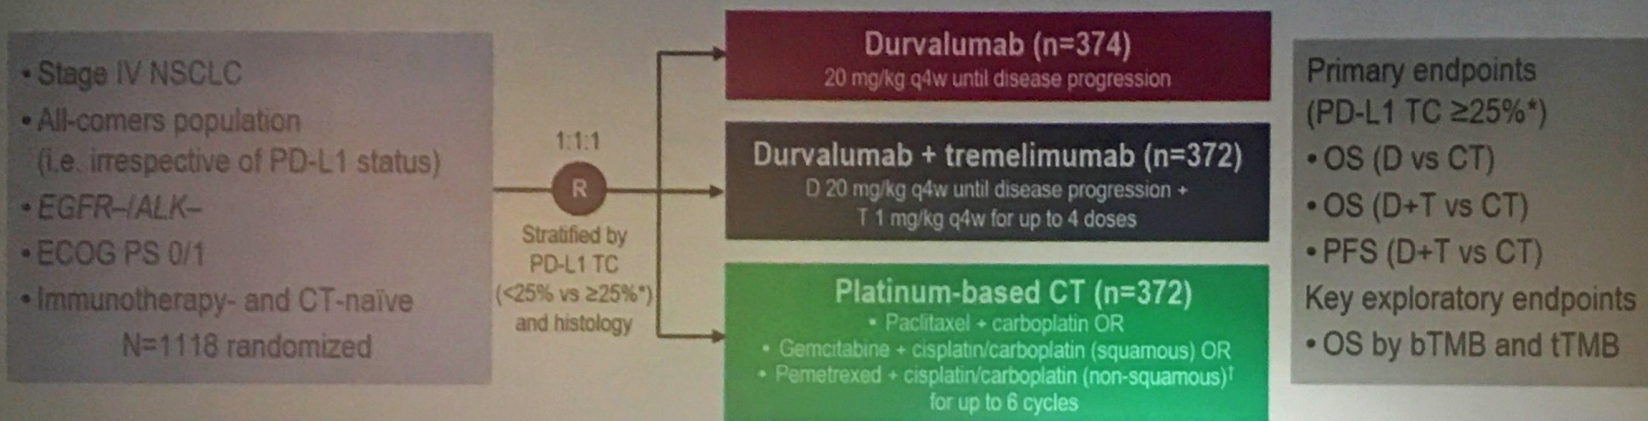 • Stage IV NSCLC
• All-comers population
(i.e. irrespective of PD-L1 status)
• EGFR–/ALK–
• ECOG PS 0/1
• Immunotherapy- and CT-naïve
N=1118 randomized
1:1:1
R
Stratified by
PD-L1 TC
(<25% vs ≥25%*)
and histology
Durvalumab (n=374)
20 mg/kg q4w until disease progression
Durvalumab + tremelimumab (n=372)
D 20 mg/kg q4w until disease progression +
T 1 mg/kg q4w for up to 4 doses
Platinum-based CT (n=372)
• Paclitaxel + carboplatin OR
• Gemcitabine + cisplatin/carboplatin (squamous) OR
• Pemetrexed + cisplatin/carboplatin (non-squamous)†
for up to 6 cycles
Primary endpoints
(PD-L1 TC ≥25%*)
• OS (D vs CT)
• OS (D+T vs CT)
• PFS (D+T vs CT)
Key exploratory endpoints
• OS by bTMB and tTMB